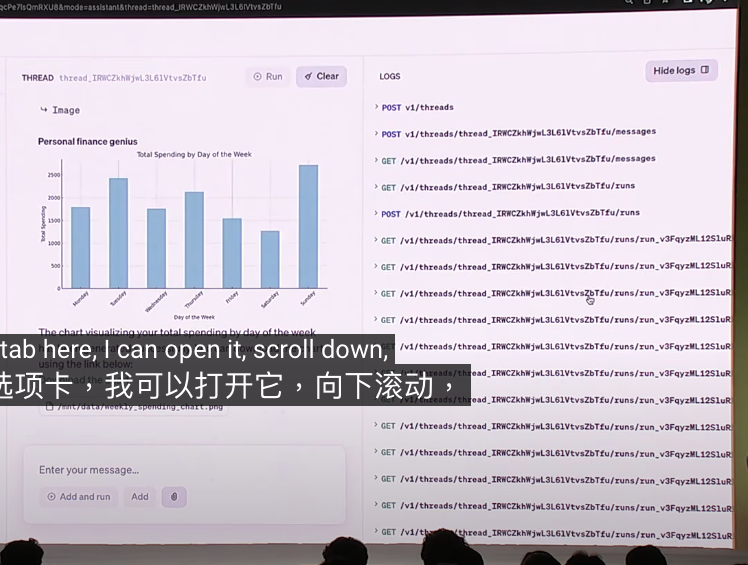 qcPe7lsQmRXU8&mode=assistant&thread=thread_IRWCZkhWjwL3L6lVtvsZbTfu
THREAD thread_IRWCZkhWjwL3L6lVtvsZbTfu
Run
Clear
Image
Personal finance genius
Total Spending by Day of the Week
Total Spending
2500
2000
1500
1000
500
0
Monday
Tuesday
Wednesday
Thursday
Friday
Saturday
Sunday
Day of the Week
The chart visualizing your total spending by day of the week
using the link below:
/mnt/data/weekly_spending_chart.png
Enter your message...
Add and run
Add
LOGS
Hide logs
POST v1/threads
POST v1/threads/thread_IRWCZkhWjwL3L6lVtvsZbTfu/messages
GET /v1/threads/thread_IRWCZkhWjwL3L6lVtvsZbTfu/messages
GET /v1/threads/thread_IRWCZkhWjwL3L6lVtvsZbTfu/runs
POST /v1/threads/thread_IRWCZkhWjwL3L6lVtvsZbTfu/runs
GET /v1/threads/thread_IRWCZkhWjwL3L6lVtvsZbTfu/runs/run_v3FqyzML12SluR
GET /v1/threads/thread_IRWCZkhWjwL3L6lVtvsZbTfu/runs/run_v3FqyzML12SluR
GET /v1/threads/thread_IRWCZkhWjwL3L6lVtvsZbTfu/runs/run_v3FqyzML12SluR
GET /v1/threads/thread_IRWCZkhWjwL3L6lVtvsZbTfu/runs/run_v3FqyzML12SluR
GET /v1/threads/thread_IRWCZkhWjwL3L6lVtvsZbTfu/runs/run_v3FqyzML12SluR
GET /v1/threads/thread_IRWCZkhWjwL3L6lVtvsZbTfu/runs/run_v3FqyzML12SluR
GET /v1/threads/thread_IRWCZkhWjwL3L6lVtvsZbTfu/runs/run_v3FqyzML12SluR
GET /v1/threads/thread_IRWCZkhWjwL3L6lVtvsZbTfu/runs/run_v3FqyzML12SluR
GET /v1/threads/thread_IRWCZkhWjwL3L6lVtvsZbTfu/runs/run_v3FqyzML12SluR
GET /v1/threads/thread_IRWCZkhWjwL3L6lVtvsZbTfu/runs/run_v3FqyzML12SluR
GET /v1/threads/thread_IRWCZkhWjwL3L6lVtvsZbTfu/runs/run_v3FqyzML12SluR
GET /v1/threads/thread_IRWCZkhWjwL3L6lVtvsZbTfu/runs/run_v3FqyzML12SluR
tab here, I can open it, scroll down,
选项卡，我可以打开它，向下滚动，